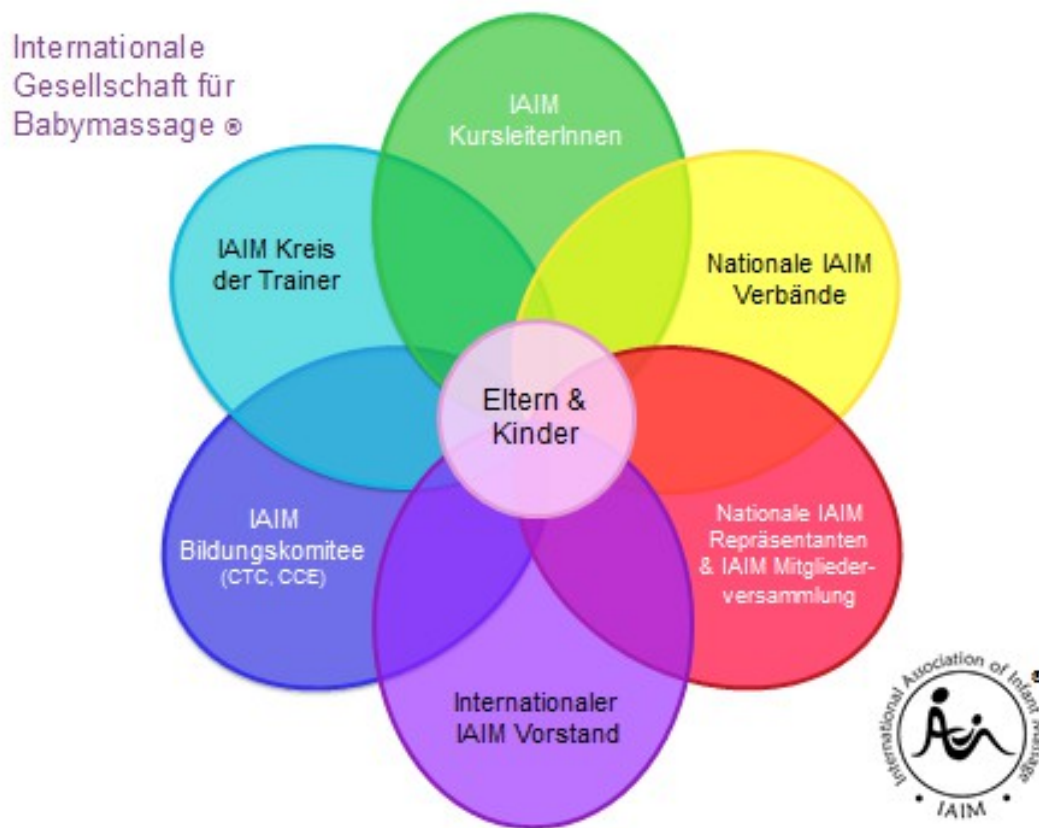 Internationale
Gesellschaft für
Babymassage ®
IAIM
KursleiterInnen
IAIM Kreis
der Trainer
Nationale IAIM
Verbände
Eltern &
Kinder
IAIM
Bildungskomitee
(CTC, CCE)
Nationale IAIM
Repräsentanten
& IAIM Mitglieder-
versammlung
Internationaler
IAIM Vorstand
International Association of Infant Massage ®
• IAIM •